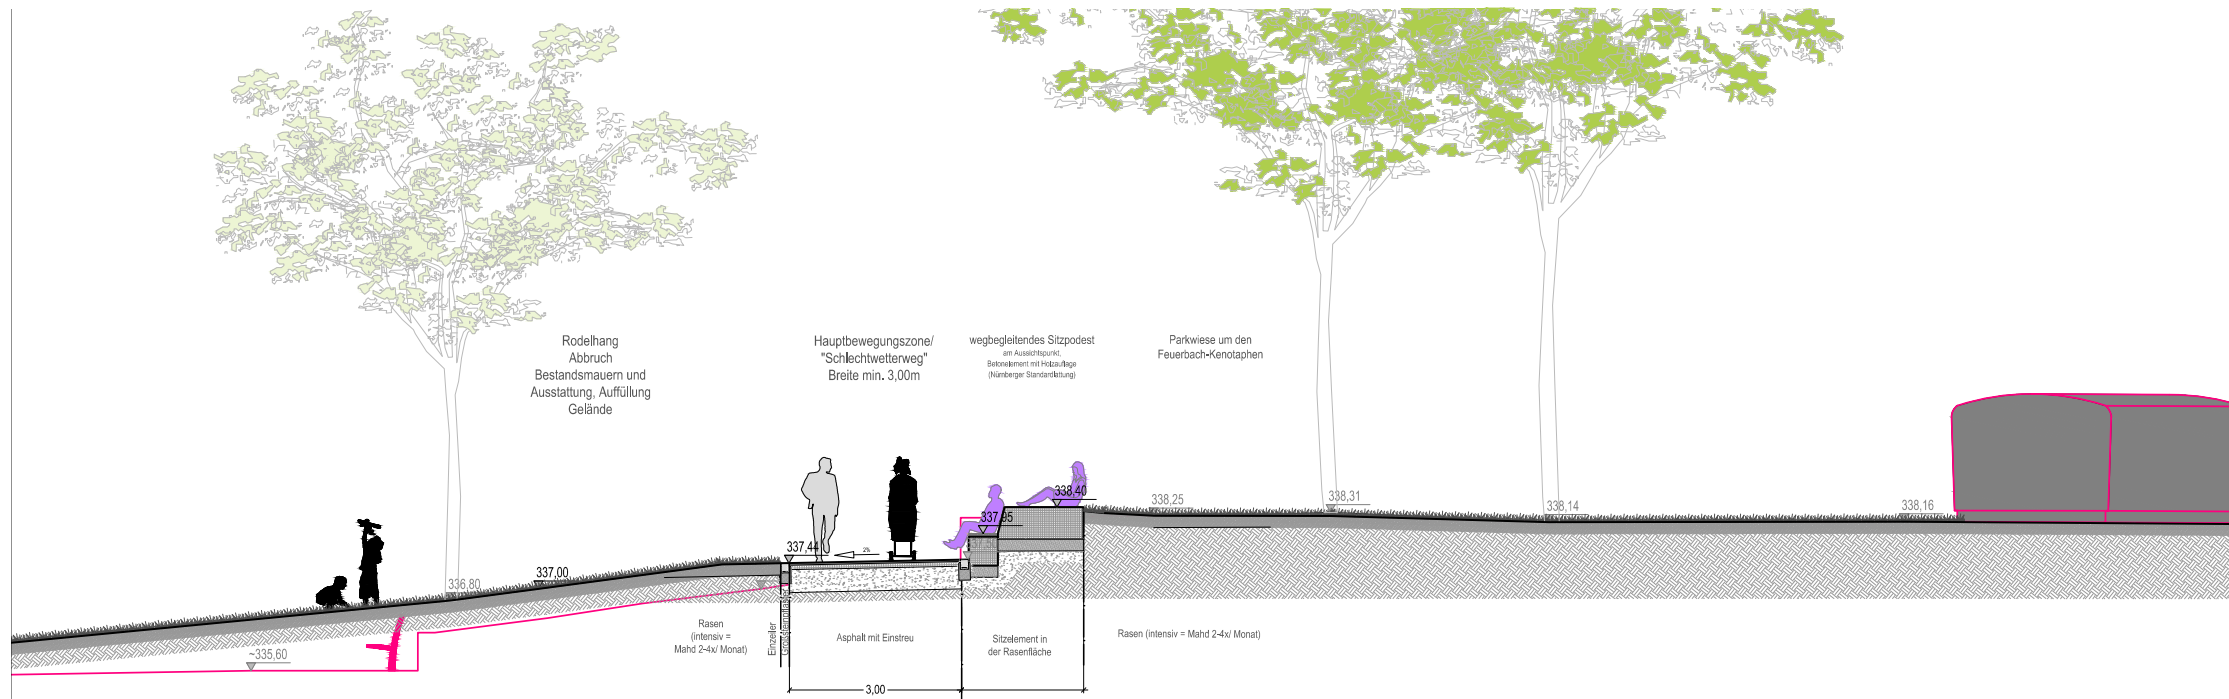 Rodelhang
Abbruch
Bestandsmauern und
Ausstattung, Auffüllung
Gelände
Hauptbewegungszone/
"Schlechtwetterweg"
Breite min. 3,00m
wegbegleitendes Sitzpodest
am Aussichtspunkt,
Betonelement mit Holzauflage
(Nürnberger Standardlattung)
Parkwiese um den
Feuerbach-Kenotaphen
338,40
338,25
338,31
338,14
338,16
337,95
337,44
2%
337,00
336,80
~335,60
Rasen
(intensiv =
Mahd 2-4x/ Monat)
Einzeiler
Asphalt mit Einstreu
Sitzelement in
der Rasenfläche
Rasen (intensiv = Mahd 2-4x/ Monat)
3,00